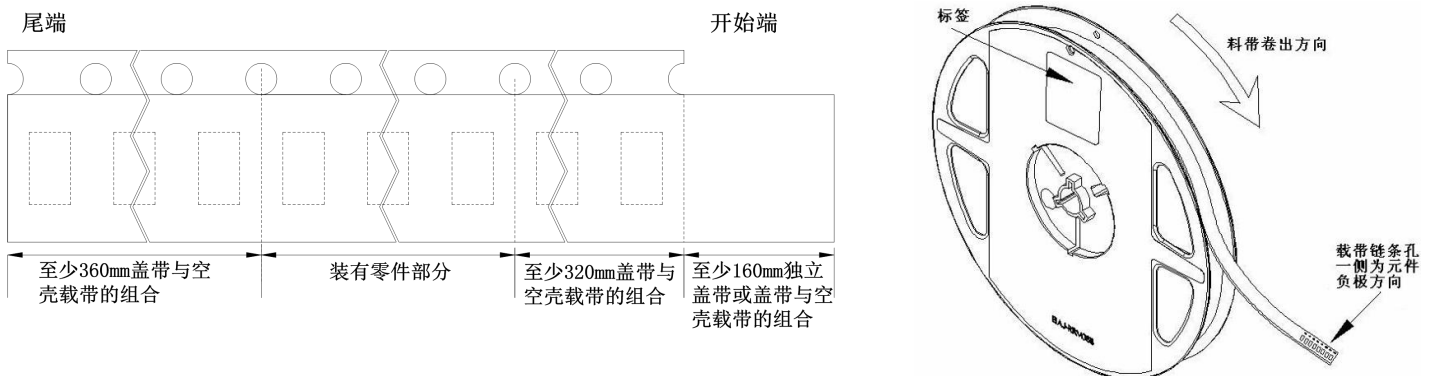 尾端
开始端
至少360mm盖带与空
壳载带的组合
装有零件部分
至少320mm盖带与
空壳载带的组合
至少160mm独立
盖带或盖带与空
壳载带的组合
标签
料带卷出方向
载带链条孔
一侧为元件
负极方向